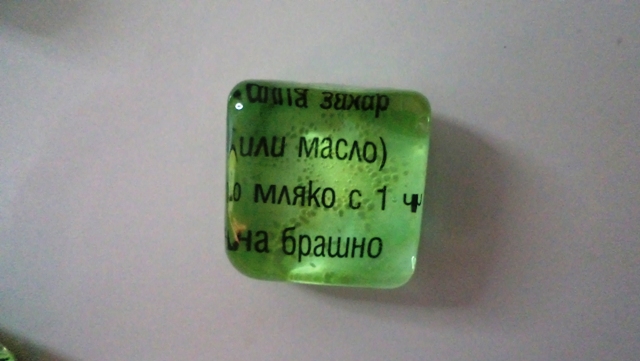 захар
или масло)
мляко с 1
брашно